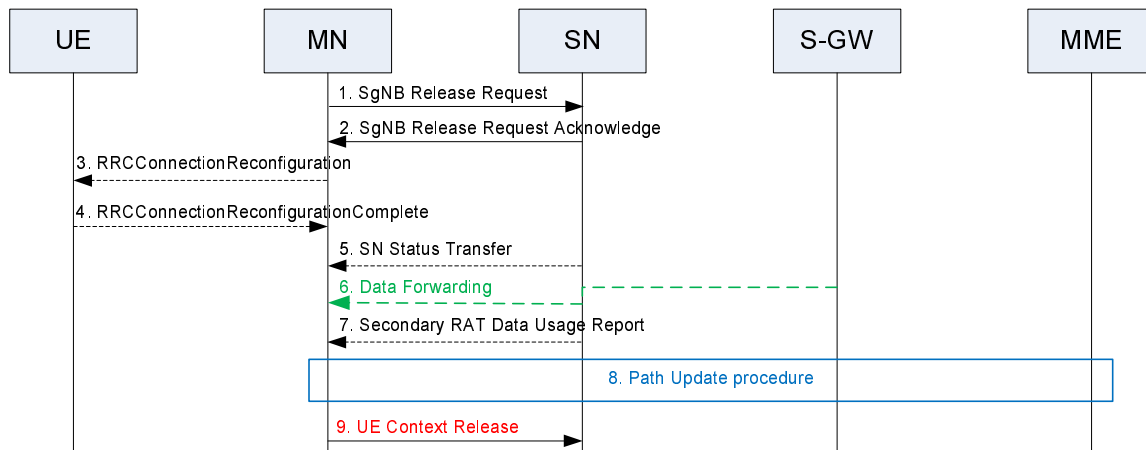 UE
MN
SN
S-GW
MME
1. SgNB Release Request
2. SgNB Release Request Acknowledge
3. RRCConnectionReconfiguration
4. RRCConnectionReconfigurationComplete
5. SN Status Transfer
6. Data Forwarding
7. Secondary RAT Data Usage Report
8. Path Update procedure
9. UE Context Release